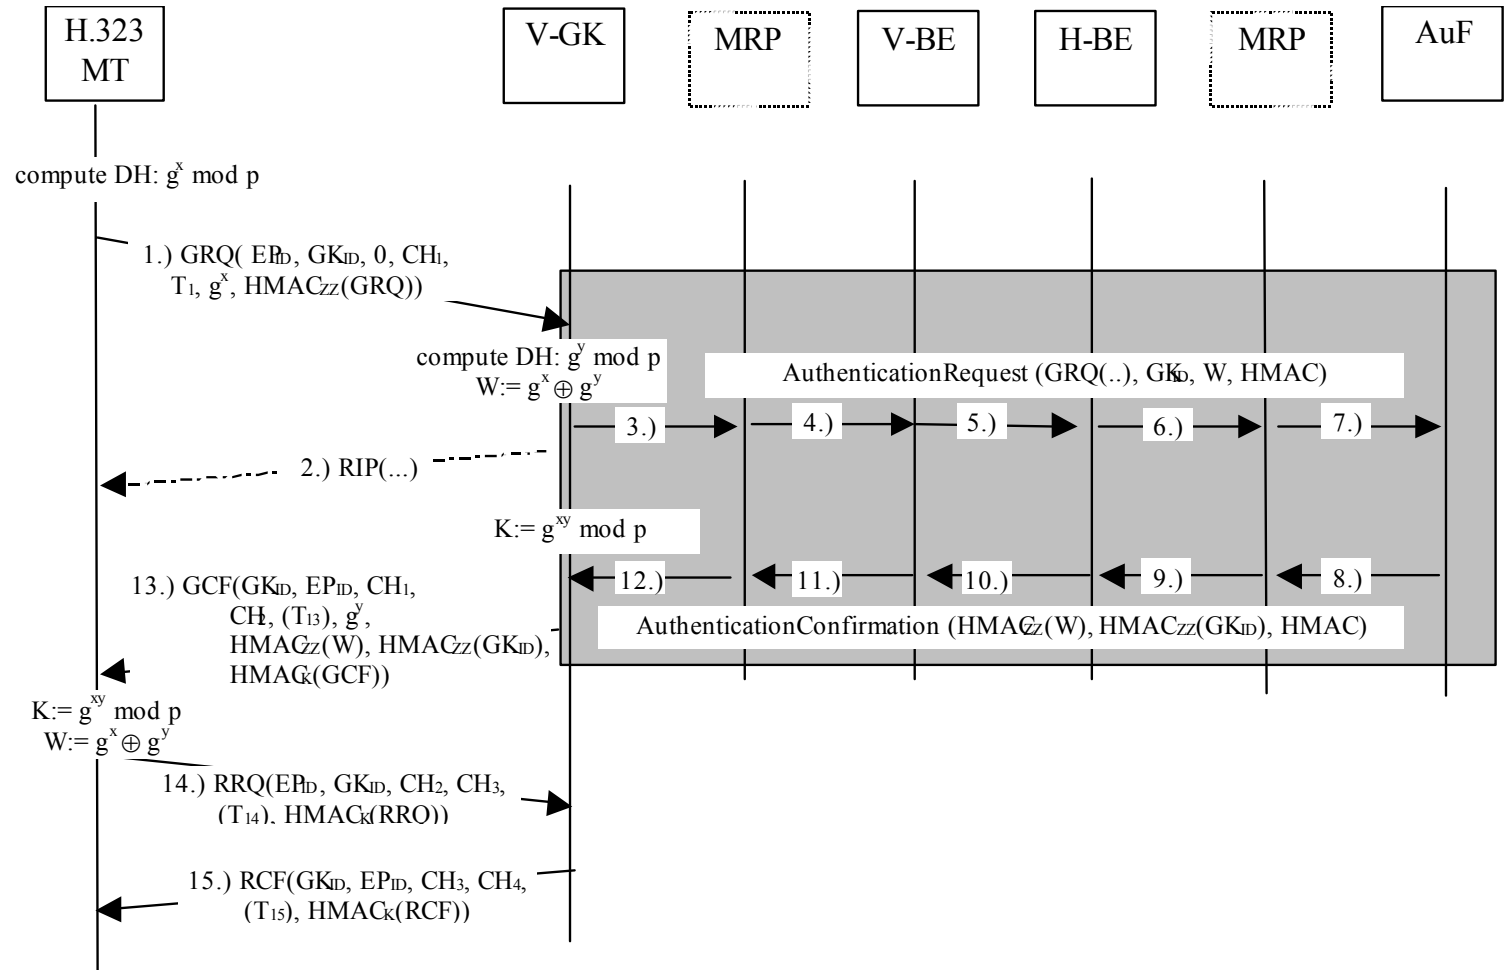 H.323
MT
V-GK
MRP
V-BE
H-BE
MRP
AuF
compute DH: g^x mod p
1.) GRQ( EP_ID, GK_ID, 0, CH_1,
T_1, g^x, HMAC_ZZ(GRQ))
compute DH: g^y mod p
W:= g^x ⊕ g^y
AuthenticationRequest (GRQ(..), GK_ID, W, HMAC)
3.)
4.)
5.)
6.)
7.)
2.) RIP(...)
K:= g^xy mod p
12.)
11.)
10.)
9.)
8.)
13.) GCF(GK_ID, EP_ID, CH_1,
CH_2, (T_13), g^y,
HMAC_ZZ(W), HMAC_ZZ(GK_ID),
HMAC_K(GCF))
AuthenticationConfirmation (HMAC_ZZ(W), HMAC_ZZ(GK_ID), HMAC)
K:= g^xy mod p
W:= g^x ⊕ g^y
14.) RRQ(EP_ID, GK_ID, CH_2, CH_3,
(T_14), HMAC_K(RRQ))
15.) RCF(GK_ID, EP_ID, CH_3, CH_4,
(T_15), HMAC_K(RCF))